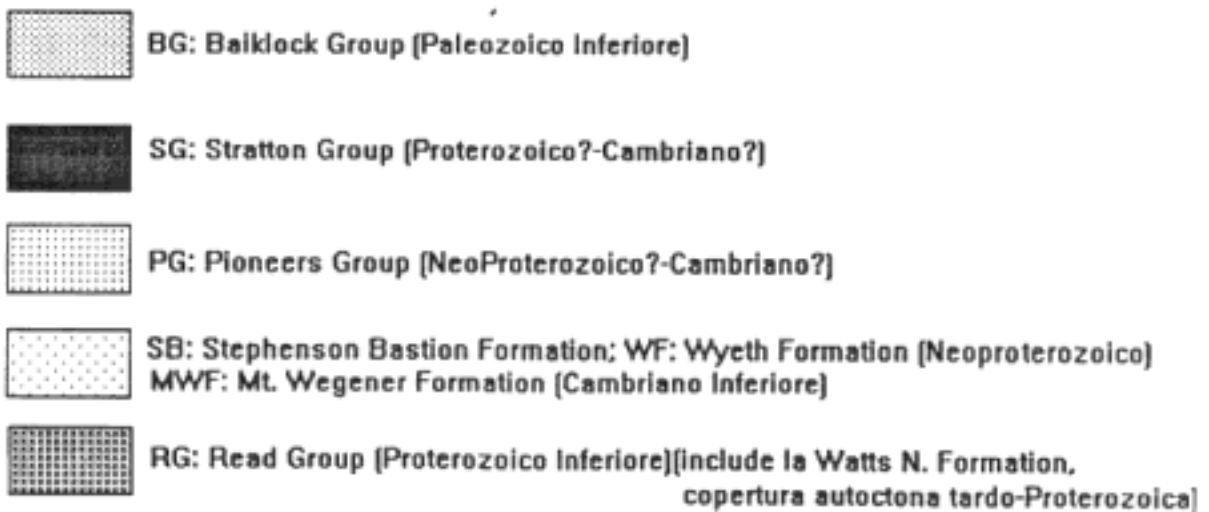 BG: Baiklock Group (Paleozoico Inferiore)
SG: Stratton Group (Proterozoico?-Cambriano?)
PG: Pioneers Group (NeoProterozoico?-Cambriano?)
SB: Stephenson Bastion Formation; WF: Wyeth Formation (Neoproterozoico)
MWF: Mt. Wegener Formation (Cambriano Inferiore)
RG: Read Group (Proterozoico Inferiore)(include la Watts N. Formation,
copertura autoctona tardo-Proterozoica)